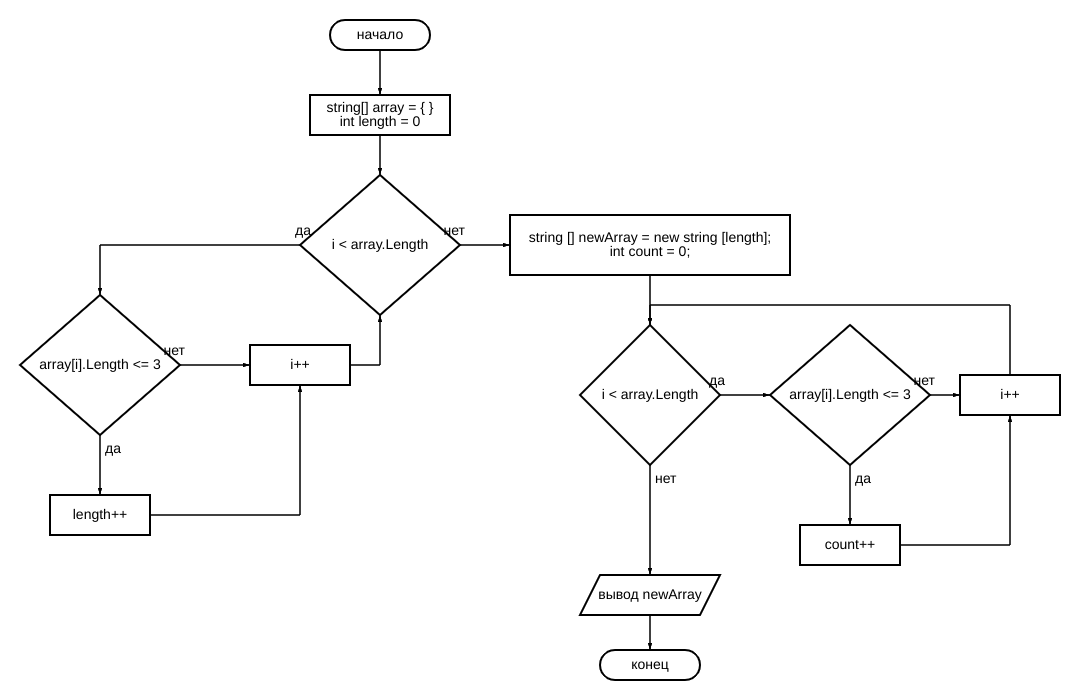 начало
string[] array = { }
int length = 0
i < array.Length
да
нет
array[i].Length <= 3
нет
да
i++
length++
string [] newArray = new string [length];
int count = 0;
i < array.Length
да
нет
array[i].Length <= 3
нет
да
i++
count++
вывод newArray
конец